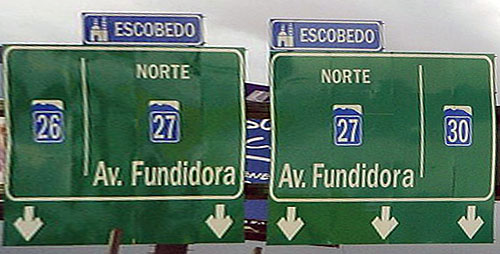 ESCOBEDO
NORTE
26 27
Av. Fundidora
ESCOBEDO
NORTE
27 30
Av. Fundidora